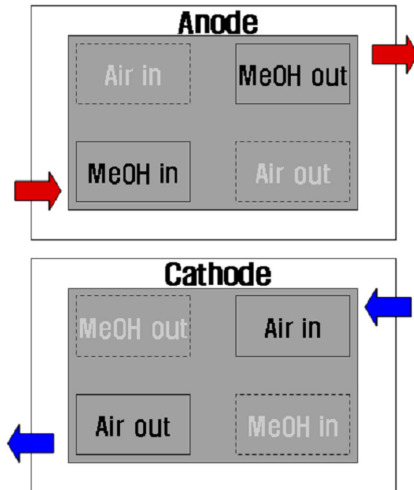 Anode
Air in MeOH out
MeOH in Air out
Cathode
MeOH out Air in
Air out MeOH in